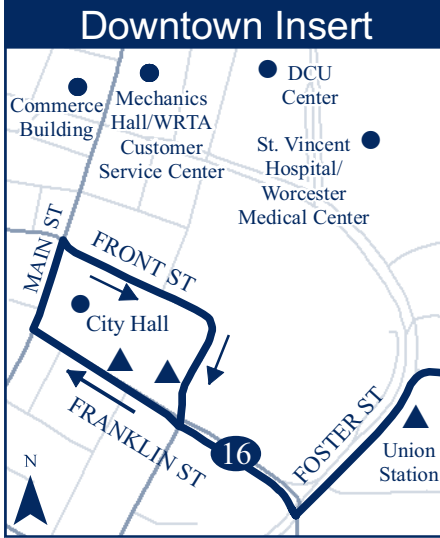 Downtown Insert
Commerce
Building
Mechanics
Hall/WRTA
Customer
Service Center
DCU
Center
St. Vincent
Hospital/
Worcester
Medical Center
MAIN ST
FRONT ST
City Hall
FRANKLIN ST
16
FOSTER ST
Union
Station
N